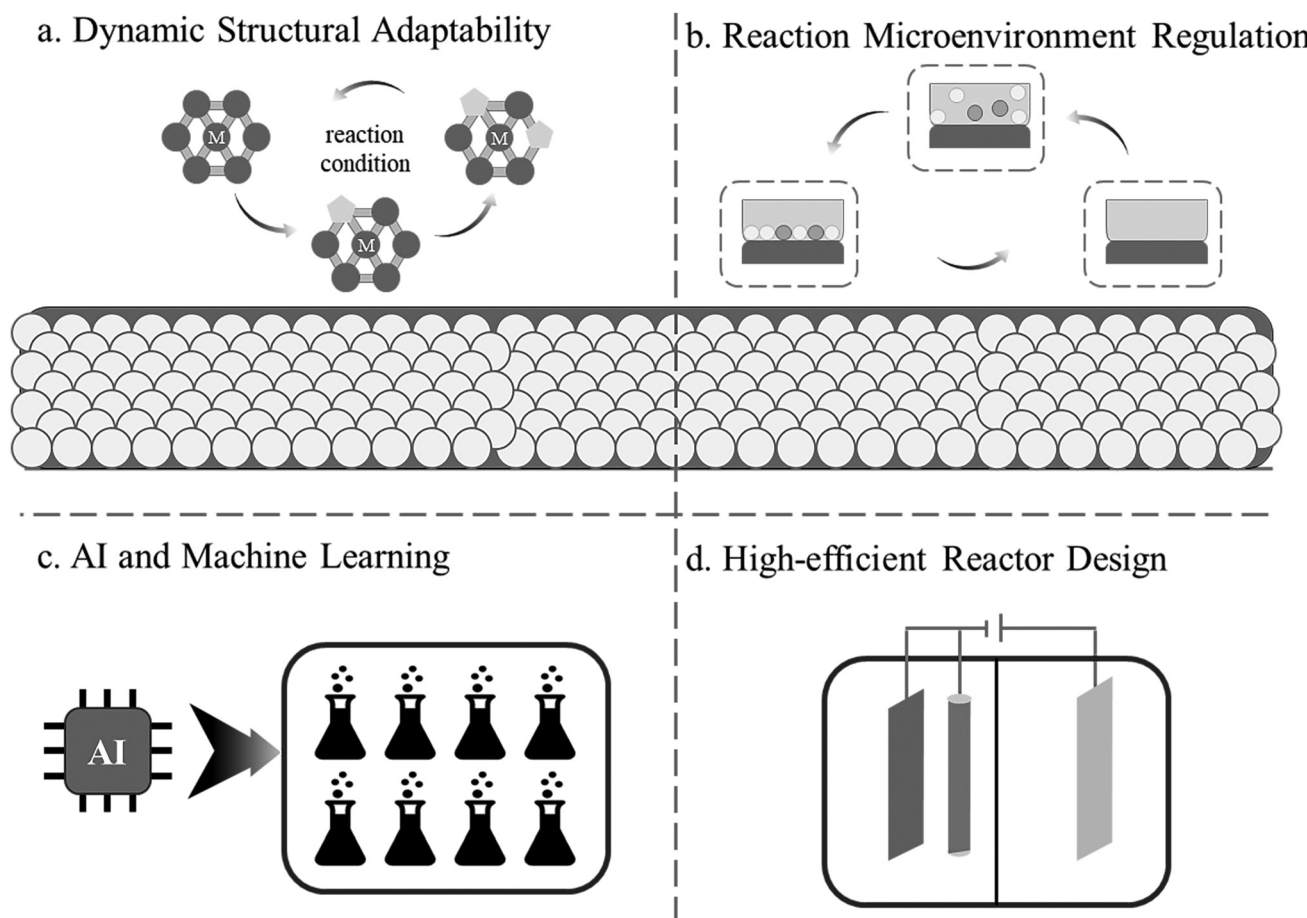 a. Dynamic Structural Adaptability
M
reaction
condition
M
M
b. Reaction Microenvironment Regulation
c. AI and Machine Learning
AI
d. High-efficient Reactor Design